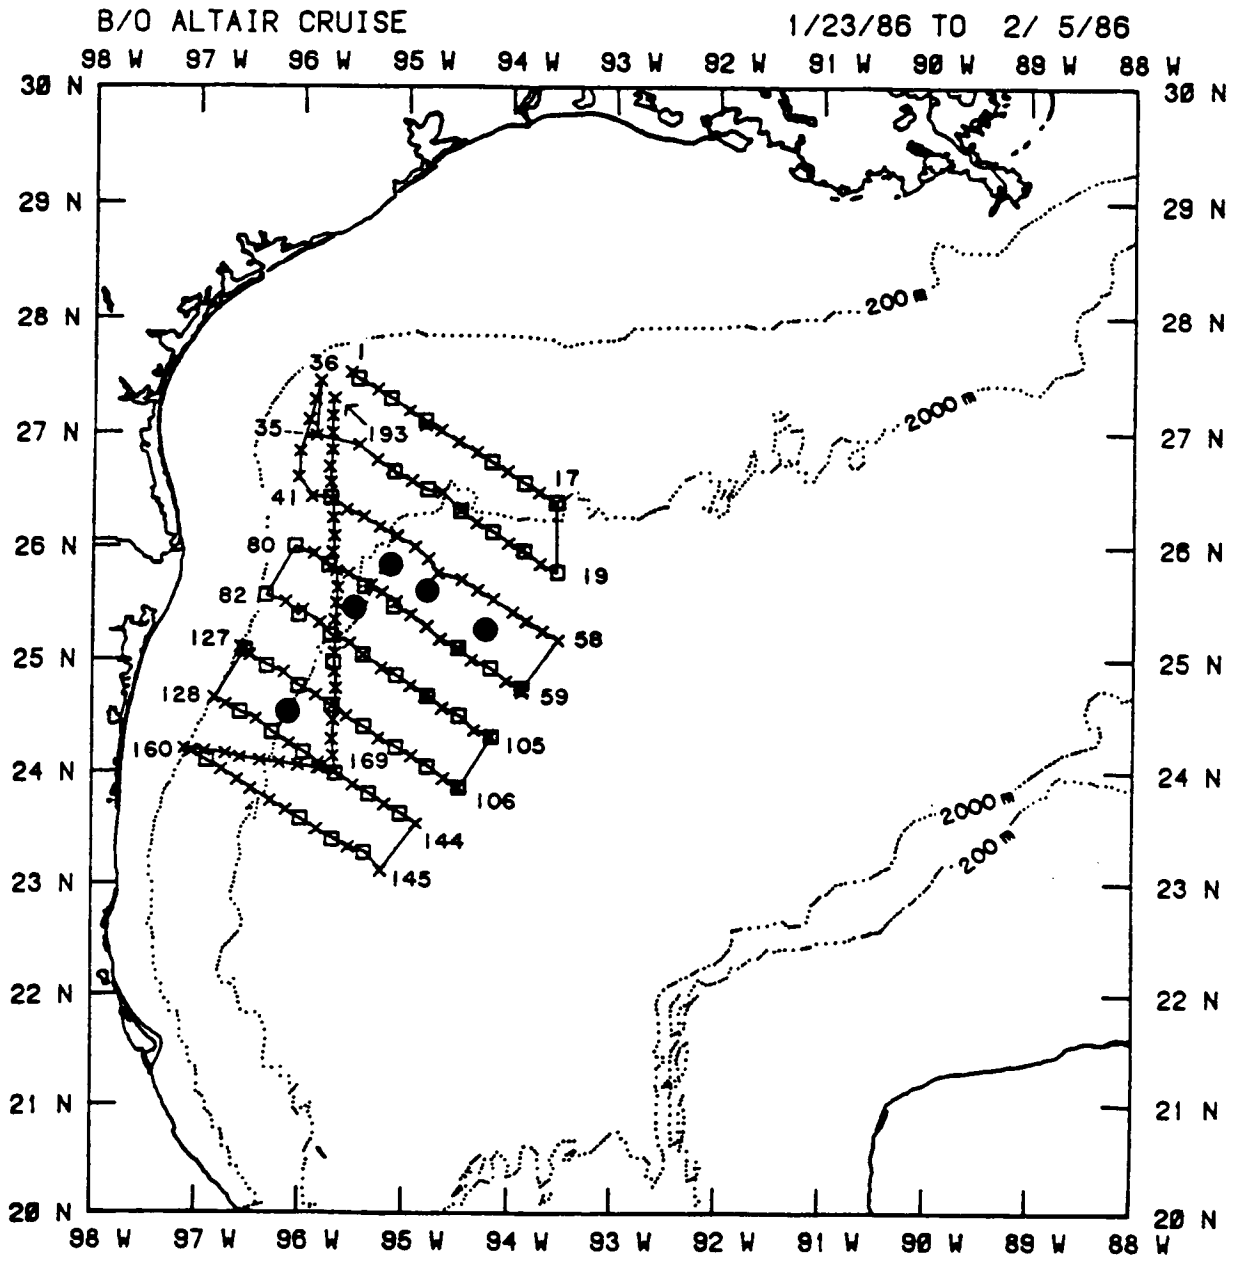 B/O ALTAIR CRUISE 1/23/86 TO 2/ 5/86
98 W 97 W 96 W 95 W 94 W 93 W 92 W 91 W 90 W 89 W 88 W
30 N 30 N
29 N 29 N
200 m
28 N 28 N
36 1
2000 m
35 193
27 N 27 N
17
41
80
26 N 26 N
19
82
127 58
25 N 25 N
128 59
160 169 105
24 N 24 N
106
2000 m
144
200 m
145
23 N 23 N
22 N 22 N
21 N 21 N
20 N 20 N
98 W 97 W 96 W 95 W 94 W 93 W 92 W 91 W 90 W 89 W 88 W